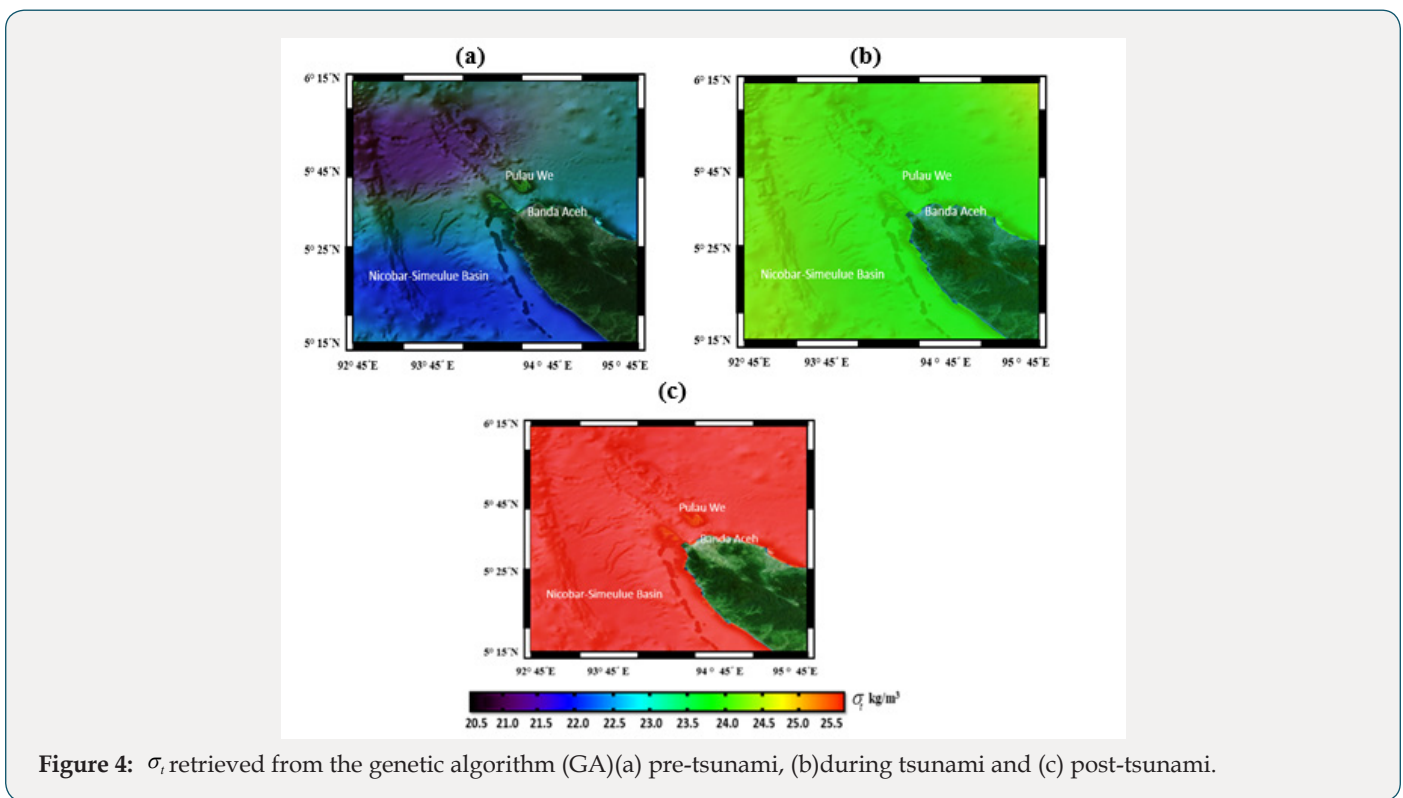 (a)
(b)
6° 15´N
5° 45´N
5° 25´N
5° 15´N
92° 45´E
93° 45´ E
94° 45´ E
95° 45´ E
Pulau We
Banda Aceh
Nicobar-Simeulue Basin
6° 15´N
5° 45´N
5° 25´N
5° 15´N
92° 45´E
93° 45´ E
94° 45´ E
95° 45´ E
Pulau We
Banda Aceh
Nicobar-Simeulue Basin
(c)
6° 15´N
5° 45´N
5° 25´N
5° 15´N
92° 45´E
93° 45´ E
94° 45´ E
95° 45´ E
Pulau We
Banda Aceh
Nicobar-Simeulue Basin
20.5 21.0 21.5 22.0 22.5 23.0 23.5 24.0 24.5 25.0 25.5
σt kg/m³
Figure 4: σt retrieved from the genetic algorithm (GA)(a) pre-tsunami, (b)during tsunami and (c) post-tsunami.